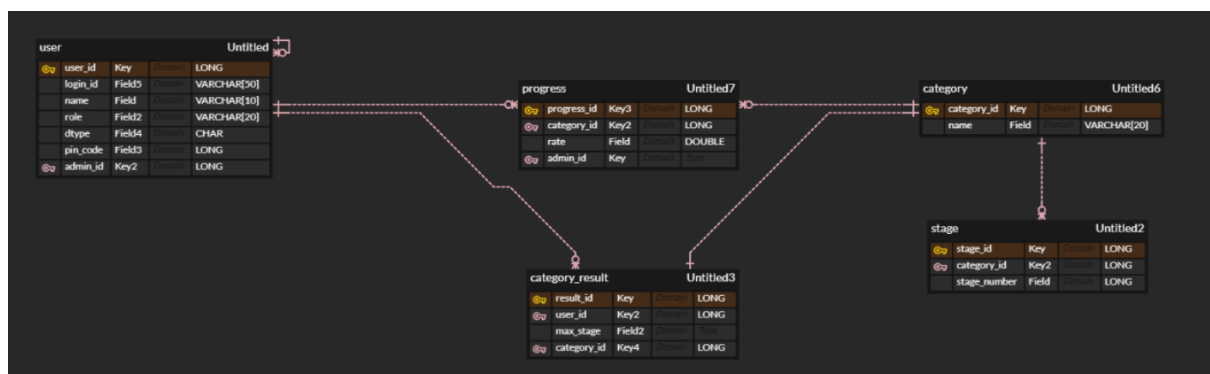 user Untitled
user_id Key Domain LONG
login_id Field5 Domain VARCHAR[50]
name Field Domain VARCHAR[10]
role Field2 Domain VARCHAR[20]
dtype Field4 Domain CHAR
pin_code Field3 Domain LONG
admin_id Key2 Domain LONG
progress Untitled7
progress_id Key3 Domain LONG
category_id Key2 Domain LONG
rate Field Domain DOUBLE
admin_id Key Domain Type
category Untitled6
category_id Key Domain LONG
name Field Domain VARCHAR[20]
stage Untitled2
stage_id Key Domain LONG
category_id Key2 Domain LONG
stage_number Field Domain LONG
category_result Untitled3
result_id Key Domain LONG
user_id Key2 Domain LONG
max_stage Field2 Domain Type
category_id Key4 Domain LONG